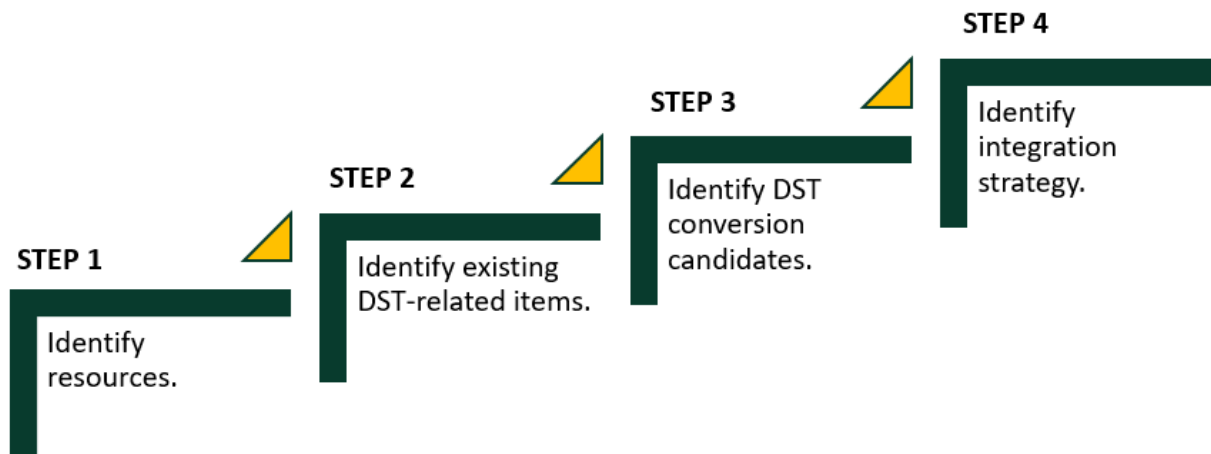 STEP 1
Identify
resources.
STEP 2
Identify existing
DST-related items.
STEP 3
Identify DST
conversion
candidates.
STEP 4
Identify
integration
strategy.